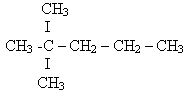 CH₃
I
CH₃ -C – CH₂ – CH₂ – CH₃
I
CH₃